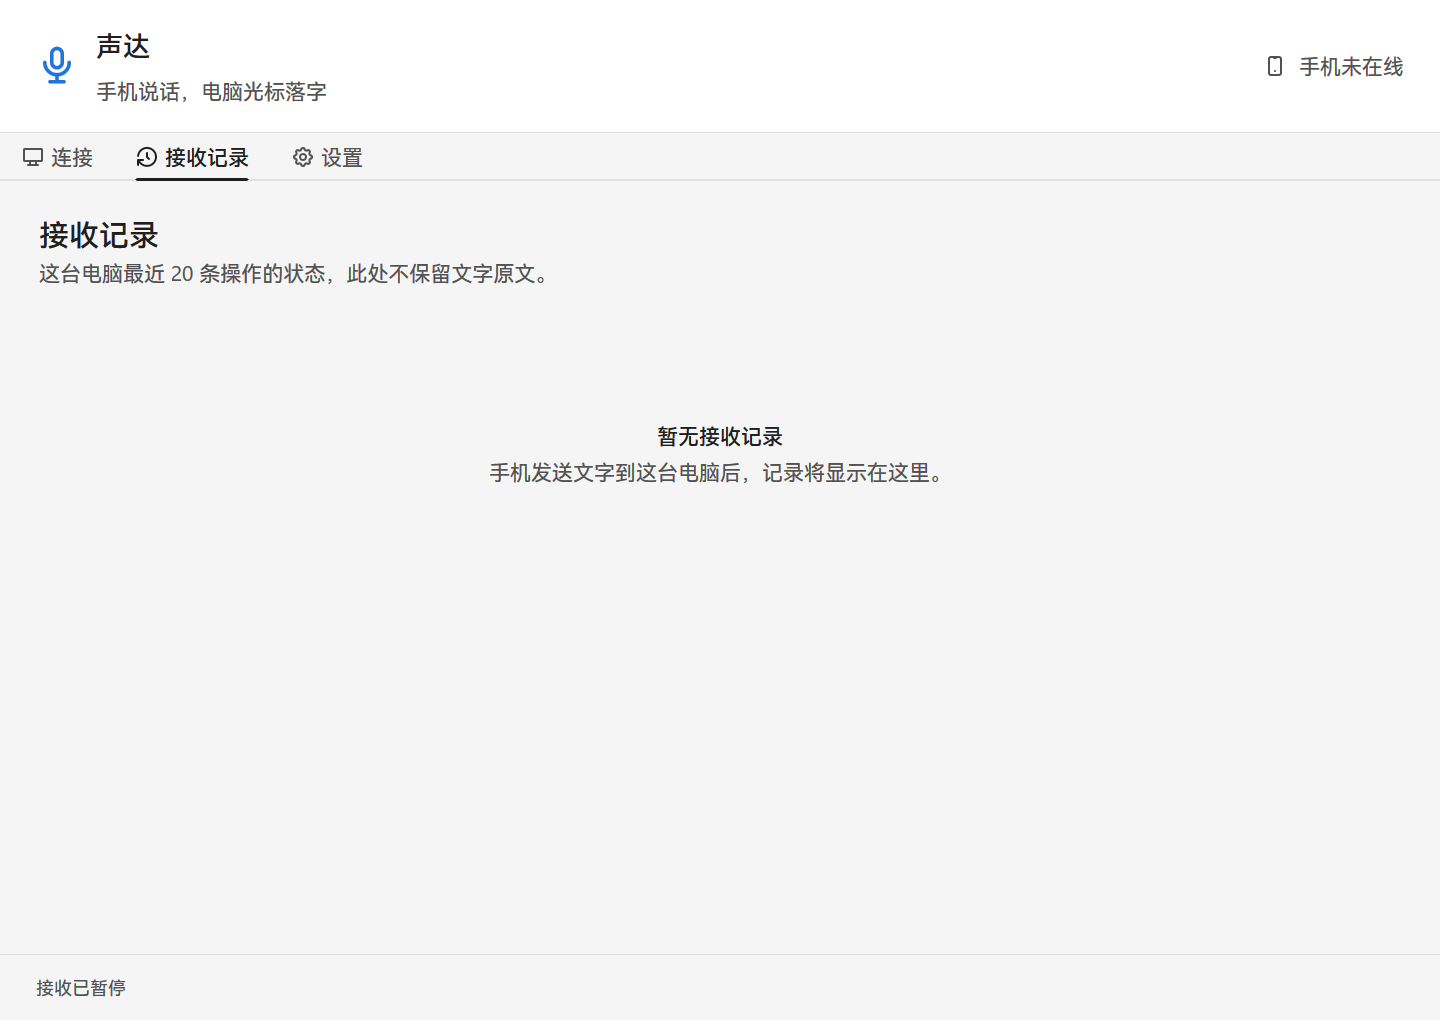 声达
手机说话，电脑光标落字
手机未在线
连接
接收记录
设置
接收记录
这台电脑最近 20 条操作的状态，此处不保留文字原文。
暂无接收记录
手机发送文字到这台电脑后，记录将显示在这里。
接收已暂停